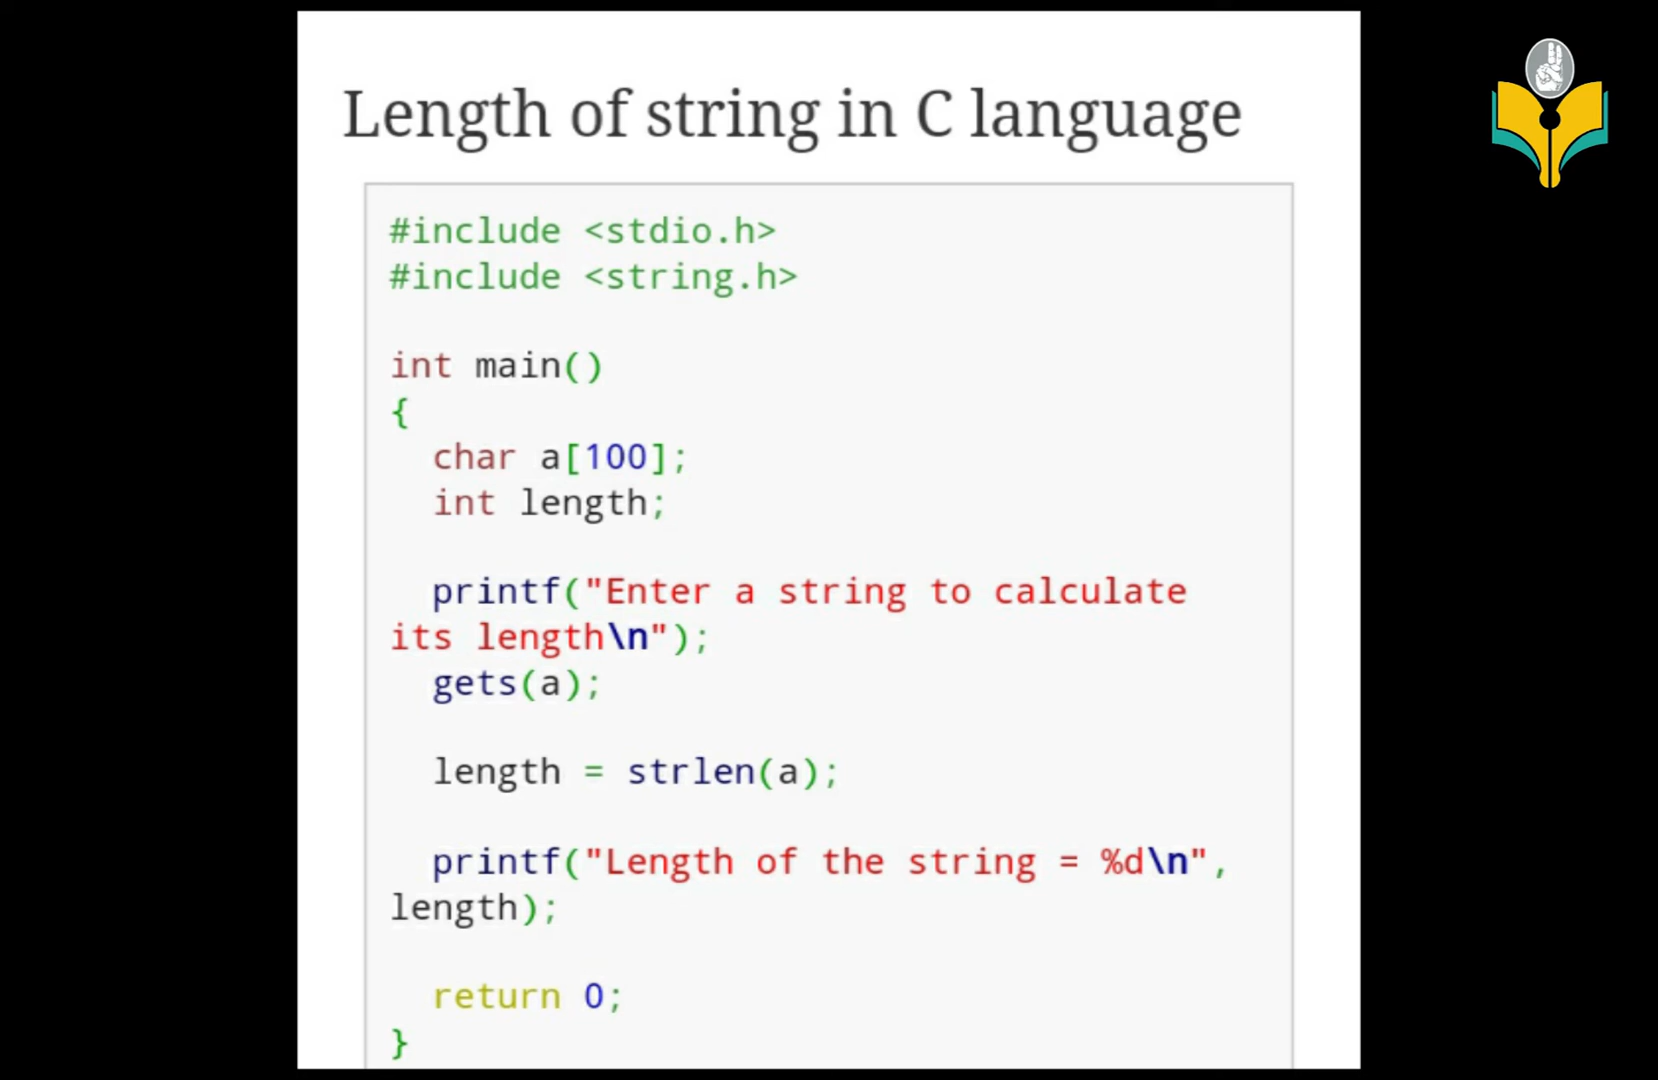 Length of string in C language
#include <stdio.h>
#include <string.h>
int main()
{
char a[100];
int length;
printf("Enter a string to calculate
its length\n");
gets(a);
length = strlen(a);
printf("Length of the string = %d\n",
length);
return 0;
}